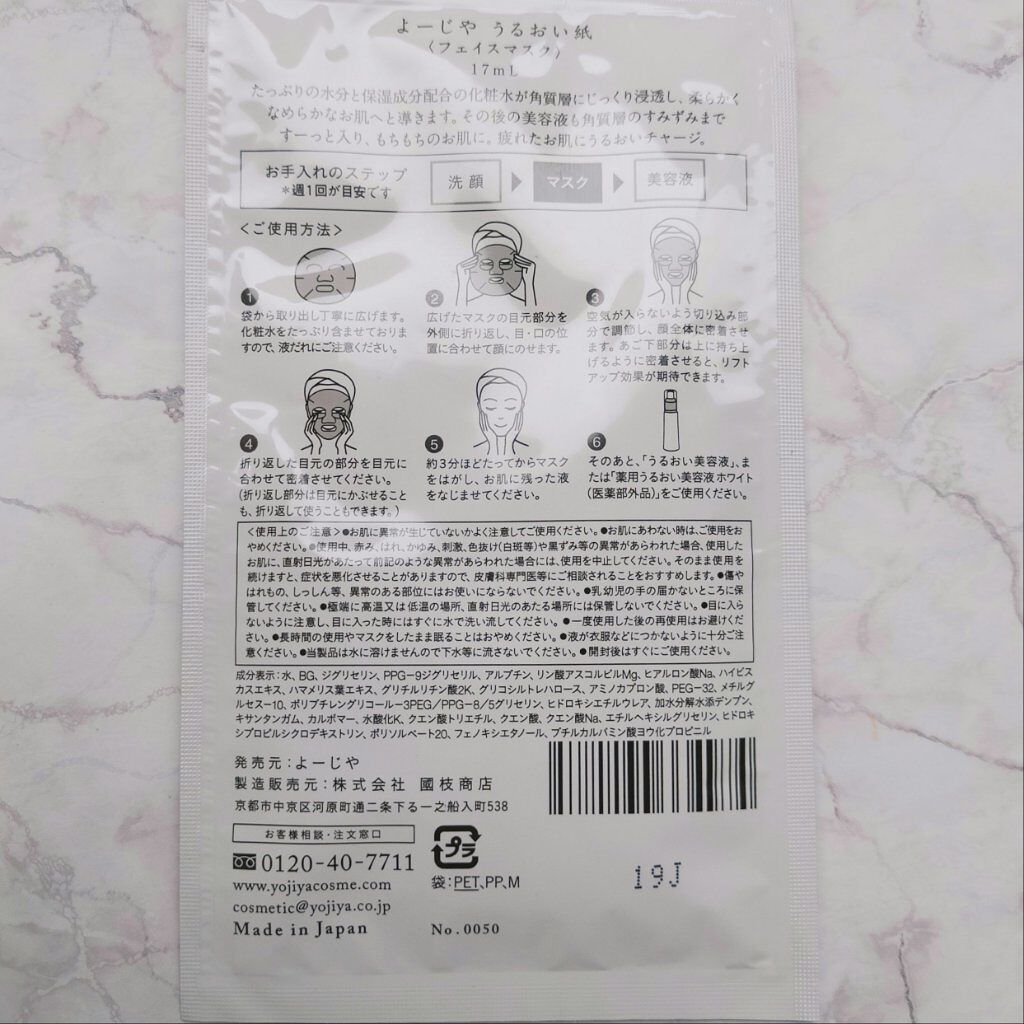 よーじや うるおい紙
〈フェイスマスク〉
17mL
たっぷりの水分と保湿成分配合の化粧水が角質層にじっくり浸透し、柔らかく
なめらかなお肌へと導きます。その後の美容液も角質層のすみずみまで
すーっと入り、もちもちのお肌に。疲れたお肌にうるおいチャージ。
お手入れのステップ
*週1回が目安です
洗顔
マスク
美容液
<ご使用方法>
1
袋から取り出し丁寧に広げます。
化粧水をたっぷり含ませておりま
すので、液だれにご注意ください。
2
広げたマスクの目元部分を
外側に折り返し、目・口の位
置に合わせて顔にのせます。
3
空気が入らないよう切り込み部
分で調節し、顔全体に密着させ
ます。あご下部分は上に持ち上
げるように密着させると、リフト
アップ効果が期待できます。
4
折り返した目元の部分を目元に
合わせて密着させてください。
(折り返し部分は目元にかぶせること
も、折り返して使うこともできます。)
5
約3分ほどたってからマスク
をはがし、お肌に残った液
をなじませてください。
6
そのあと、「うるおい美容液」、ま
たは「薬用うるおい美容液 ホワイト
(医薬部外品)」をご使用ください。
<使用上のご注意>●お肌に異常が生じていないかよく注意してご使用ください。●お肌にあわない時は、ご使用をお
やめください。●使用中、赤み、はれ、かゆみ、刺激、色抜け(白斑等)や黒ずみ等の異常があらわれた場合、使用した
お肌に、直射日光があたって前記のような異常があらわれた場合には、使用を中止してください。そのまま使用を
続けますと、症状を悪化させることがありますので、皮膚科専門医等にご相談されることをおすすめします。●傷や
はれもの、しっしん等、異常のある部位にはお使いにならないでください。●乳幼児の手の届かないところに保
管してください。●極端に高温又は低温の場所、直射日光のあたる場所には保管しないでください。●目に入ら
ないように注意し、目に入った時にはすぐに水で洗い流してください。●一度使用した後の再使用はお避けくだ
さい。●長時間の使用やマスクをしたまま眠ることはおやめください。●液が衣服などにつかないように十分ご注
意ください。●当製品は水に溶けませんので下水等に流さないでください。●開封後はすぐにご使用ください。
成分表示:水、BG、ジグリセリン、PPG-9ジグリセリル、アルブチン、リン酸アスコルビルMg、ヒアルロン酸Na、ハイビス
カスエキス、ハマメリス葉エキス、グリチルリチン酸2K、グリコシルトレハロース、アミノカプロン酸、PEG-32、メチルグ
ルセス-10、ポリブチレングリコール-3PEG/PPG-8/5グリセリン、ヒドロキシエチルウレア、加水分解水添デンプン、
キサンタンガム、カルボマー、水酸化K、クエン酸トリエチル、クエン酸、クエン酸Na、エチルヘキシルグリセリン、ヒドロキ
シプロピルシクロデキストリン、ポリソルベート20、フェノキシエタノール、ブチルカルバミン酸ヨウ化プロピニル
発売元:よーじや
製造販売元:株式会社 國枝商店
京都市中京区河原町通二条下る一之船入町538
お客様相談・注文窓口
0120-40-7711
www.yojiyacosme.com
cosmetic@yojiya.co.jp
Made in Japan
プラ
袋:PET、PP、M
No.0050
19J